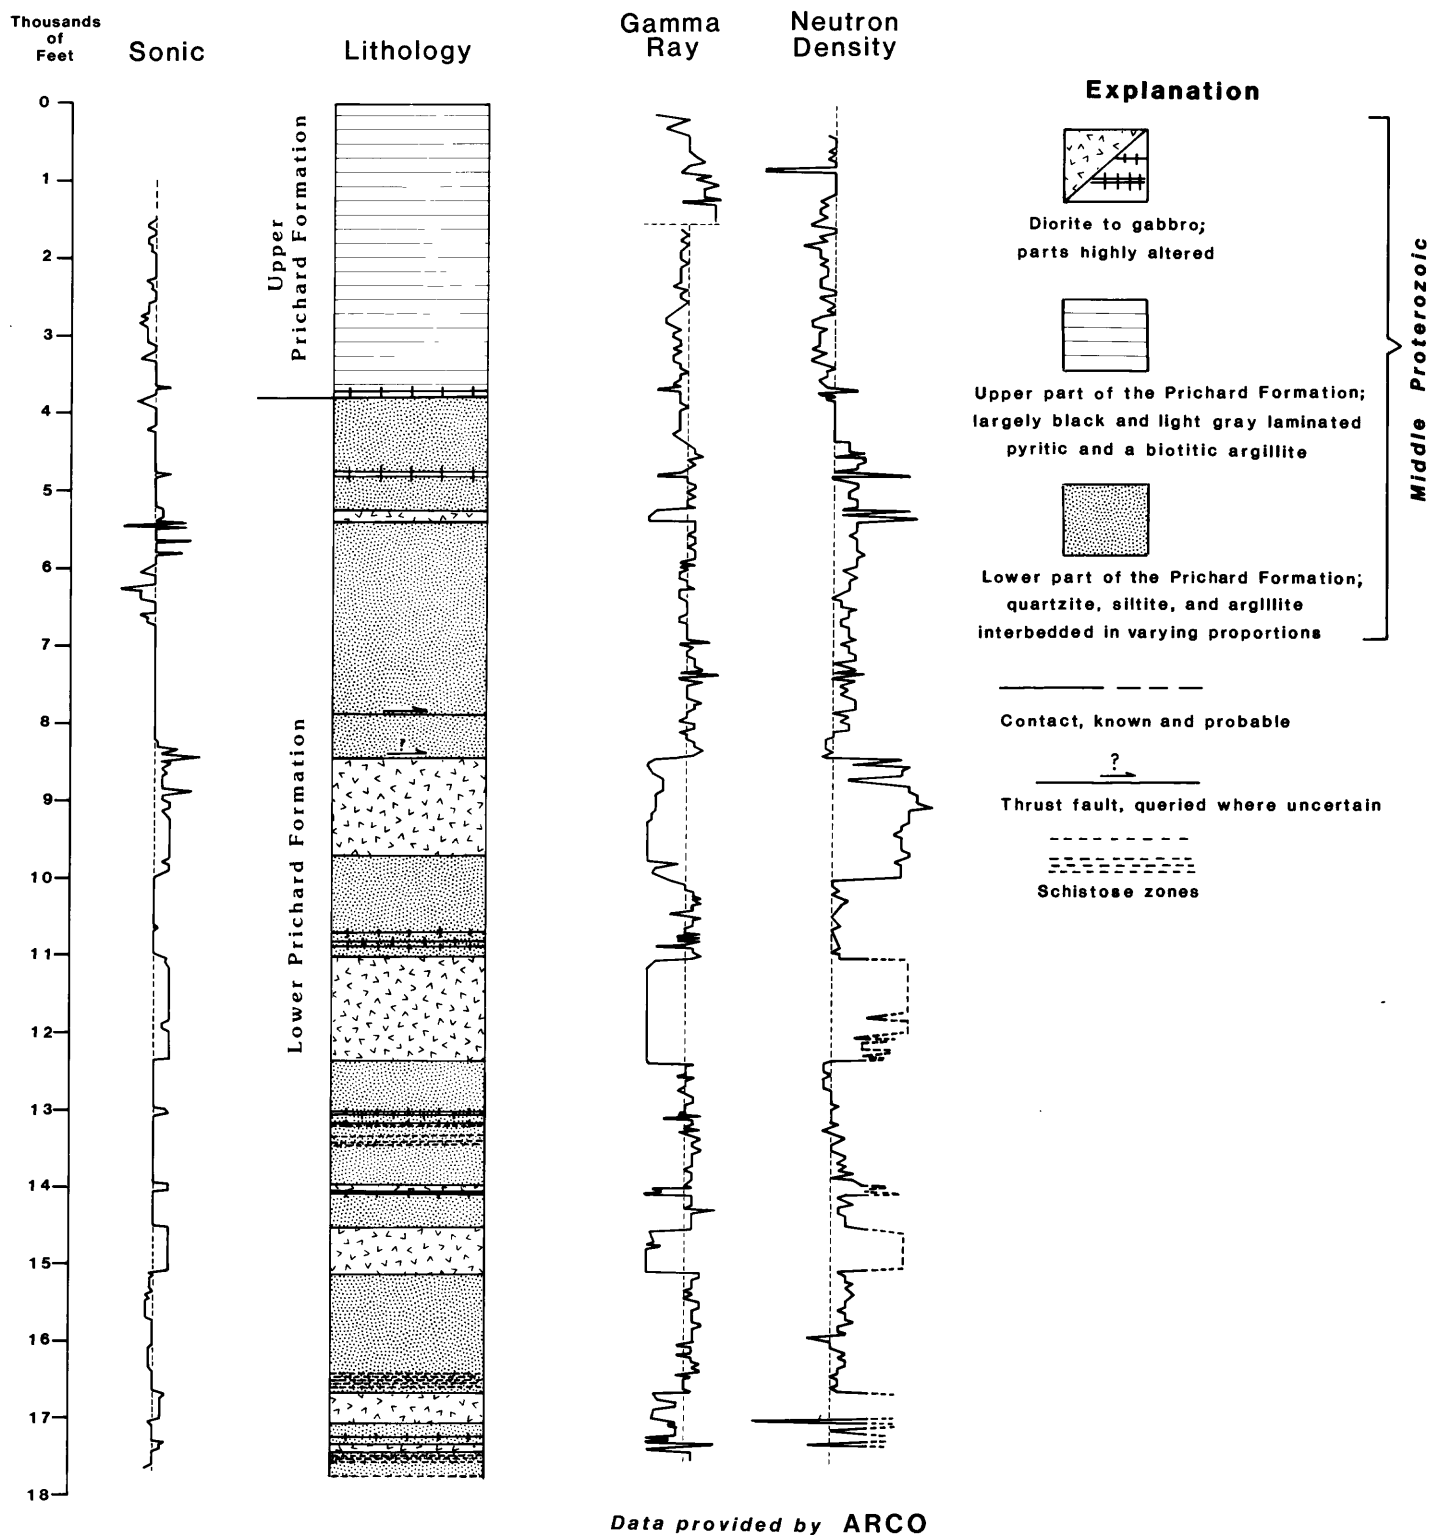 Thousands
of
Feet
Sonic
Lithology
Gamma
Ray
Neutron
Density
0
1
2
3
4
5
6
7
8
9
10
11
12
13
14
15
16
17
18
Upper
Prichard Formation
Lower Prichard Formation
?
Explanation
Diorite to gabbro;
parts highly altered
Upper part of the Prichard Formation;
largely black and light gray laminated
pyritic and a biotitic argillite
Lower part of the Prichard Formation;
quartzite, siltite, and argillite
interbedded in varying proportions
Middle Proterozoic
Contact, known and probable
?
Thrust fault, queried where uncertain
Schistose zones
Data provided by ARCO